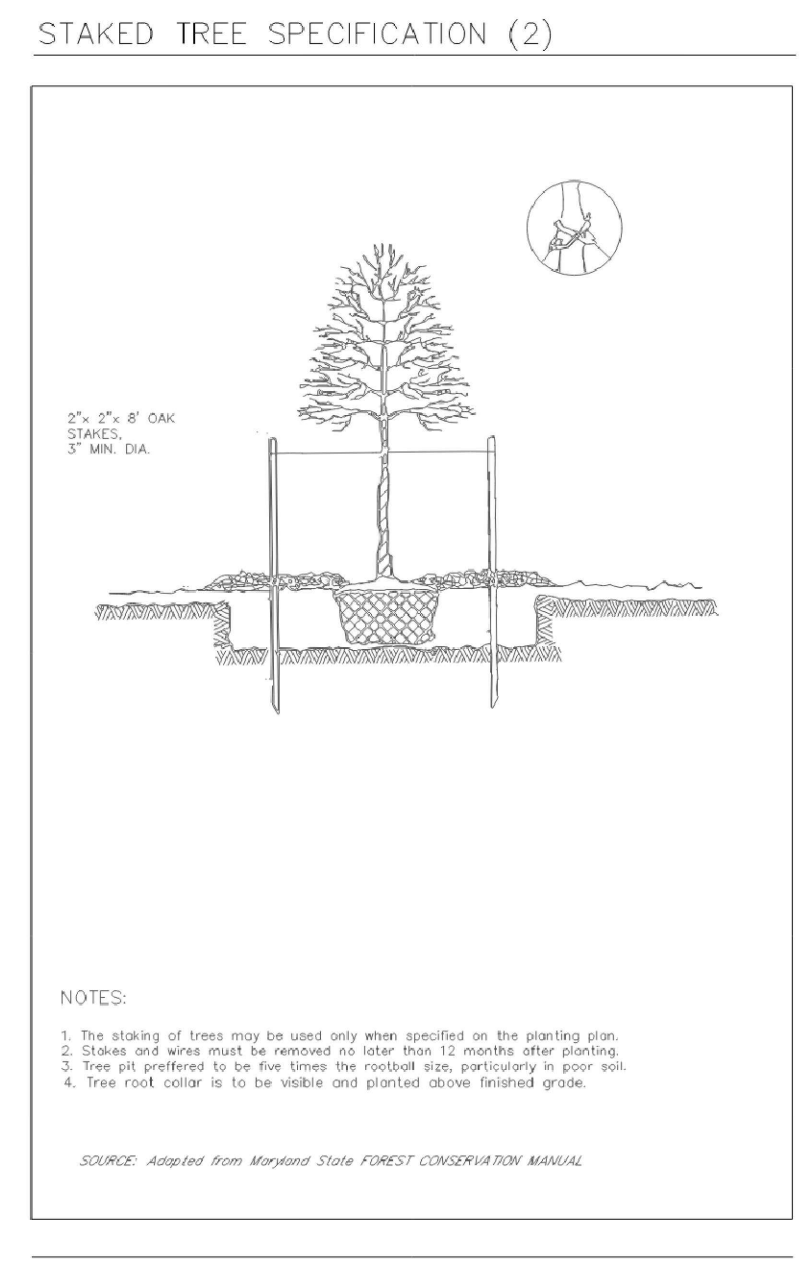 STAKED TREE SPECIFICATION (2)
2"x 2"x 8' OAK
STAKES,
3" MIN. DIA.
NOTES:
1. The staking of trees may be used only when specified on the planting plan.
2. Stakes and wires must be removed no later than 12 months after planting.
3. Tree pit preffered to be five times the rootball size, particularly in poor soil.
4. Tree root collar is to be visible and planted above finished grade.
SOURCE: Adapted from Maryland State FOREST CONSERVATION MANUAL